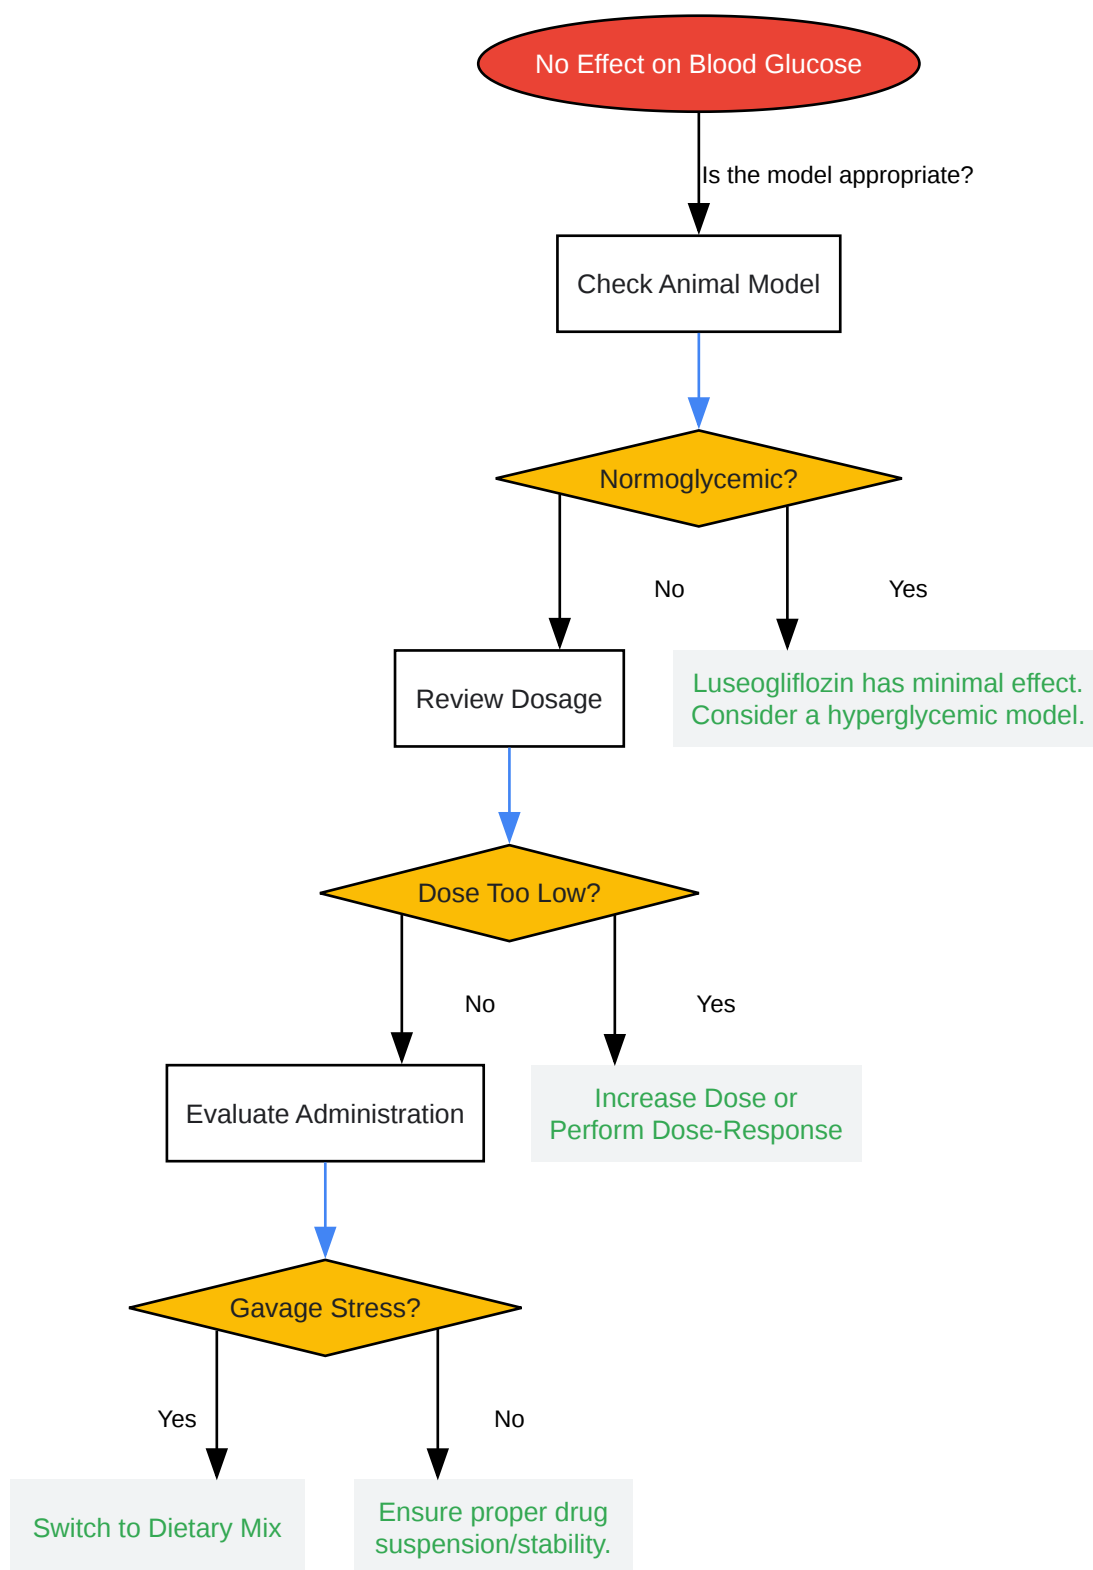 No Effect on Blood Glucose
Is the model appropriate?
Check Animal Model
Normoglycemic?
No
Yes
Review Dosage
Luseogliflozin has minimal effect.
Consider a hyperglycemic model.
Dose Too Low?
No
Yes
Evaluate Administration
Increase Dose or
Perform Dose-Response
Gavage Stress?
Yes
No
Switch to Dietary Mix
Ensure proper drug
suspension/stability.